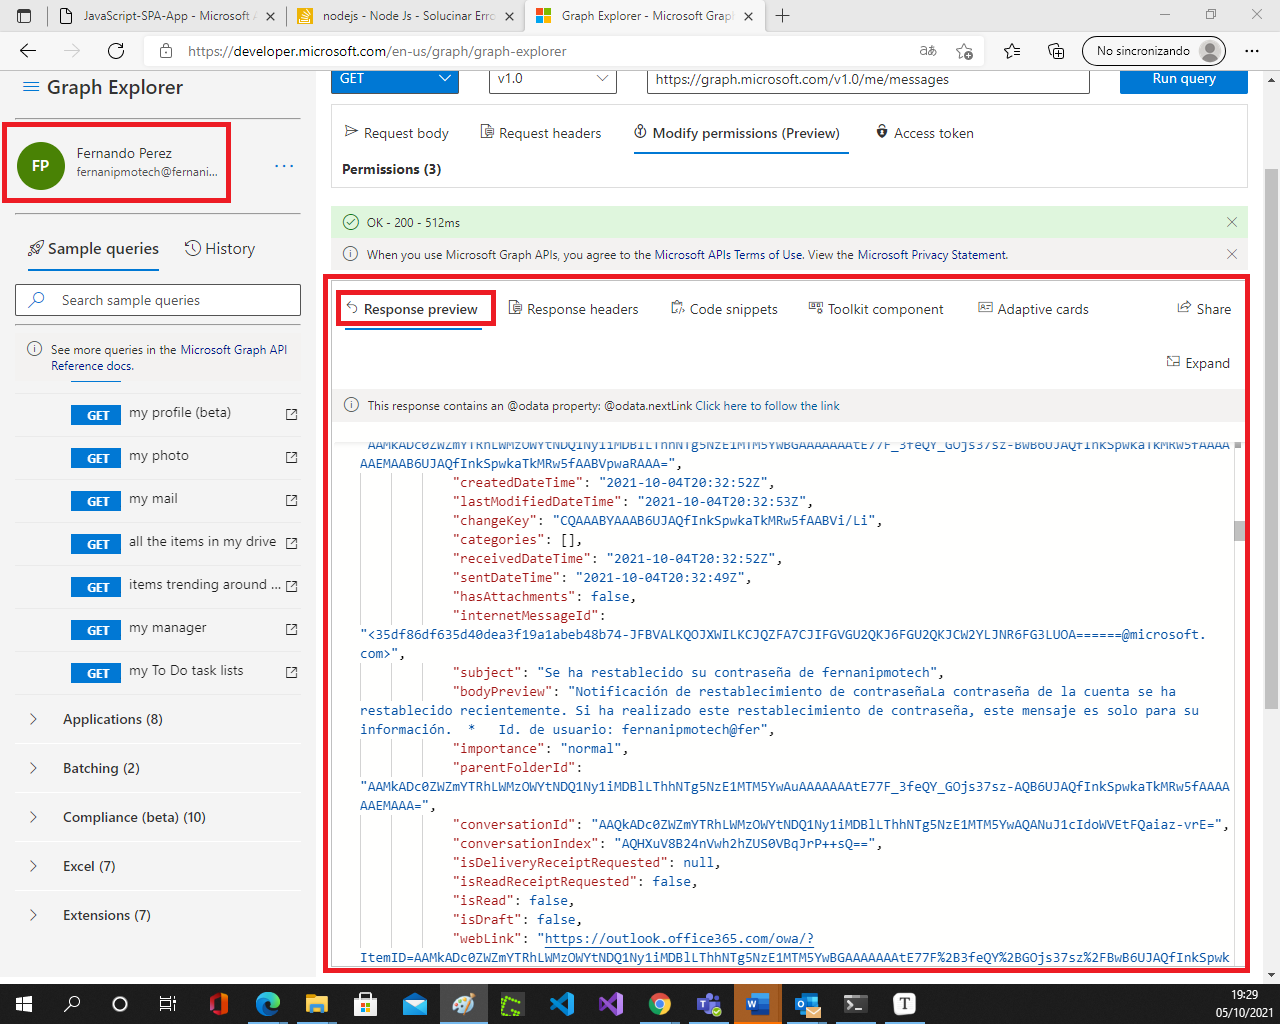 JavaScript-SPA-App - Microsoft A
nodejs - Node Js - Solucinar Erro
Graph Explorer - Microsoft Graph
https://developer.microsoft.com/en-us/graph/graph-explorer
No sincronizando
Graph Explorer
GET
v1.0
https://graph.microsoft.com/v1.0/me/messages
Run query
FP
Fernando Perez
fernanipmotech@fernani...
Request body
Request headers
Modify permissions (Preview)
Access token
Permissions (3)
OK - 200 - 512ms
When you use Microsoft Graph APIs, you agree to the Microsoft APIs Terms of Use. View the Microsoft Privacy Statement.
Sample queries
History
Search sample queries
See more queries in the Microsoft Graph API
Reference docs.
GET my profile (beta)
GET my photo
GET my mail
GET all the items in my drive
GET items trending around ...
GET my manager
GET my To Do task lists
Applications (8)
Batching (2)
Compliance (beta) (10)
Excel (7)
Extensions (7)
Response preview
Response headers
Code snippets
Toolkit component
Adaptive cards
Share
Expand
This response contains an @odata property: @odata.nextLink Click here to follow the link
AAEMAAB6UJAQfInkSpwkaTkMRw5fAABVpwaRAAA=",
"createdDateTime": "2021-10-04T20:32:52Z",
"lastModifiedDateTime": "2021-10-04T20:32:53Z",
"changeKey": "CQAAABYAAAB6UJAQfInkSpwkaTkMRw5fAABVi/Li",
"categories": [],
"receivedDateTime": "2021-10-04T20:32:52Z",
"sentDateTime": "2021-10-04T20:32:49Z",
"hasAttachments": false,
"internetMessageId":
"<35df86df635d40dea3f19a1abeb48b74-JFBVALKQOJXWILKCJQZFA7CJIFGVGU2QKJ6FGU2QKJCW2YLJNR6FG3LUOA======@microsoft.
com>",
"subject": "Se ha restablecido su contraseña de fernanipmotech",
"bodyPreview": "Notificación de restablecimiento de contraseñaLa contraseña de la cuenta se ha
restablecido recientemente. Si ha realizado este restablecimiento de contraseña, este mensaje es solo para su
información.  *   Id. de usuario: fernanipmotech@fer",
"importance": "normal",
"parentFolderId":
"AAMkADc0ZWZmYTRhLWMzOWYtNDQ1Ny1iMDBlLThhNTg5NzE1MTM5YwAuAAAAAAAtE77F_3feQY_GOjs37sz-AQB6UJAQfInkSpwkaTkMRw5fAAAA
AAEMAAA=",
"conversationId": "AAQkADc0ZWZmYTRhLWMzOWYtNDQ1Ny1iMDBlLThhNTg5NzE1MTM5YwAQANuJ1cIdoWVEtFQaiaz-vrE=",
"conversationIndex": "AQHXuV8B24nVwh2hZUS0VBqJrP++sQ==",
"isDeliveryReceiptRequested": null,
"isReadReceiptRequested": false,
"isRead": false,
"isDraft": false,
"webLink": "https://outlook.office365.com/owa/?
ItemID=AAMkADc0ZWZmYTRhLWMzOWYtNDQ1Ny1iMDBlLThhNTg5NzE1MTM5YwBGAAAAAAAtE77F%2B3feQY%2BGOjs37sz%2FBwB6UJAQfInkSpwk
19:29
05/10/2021